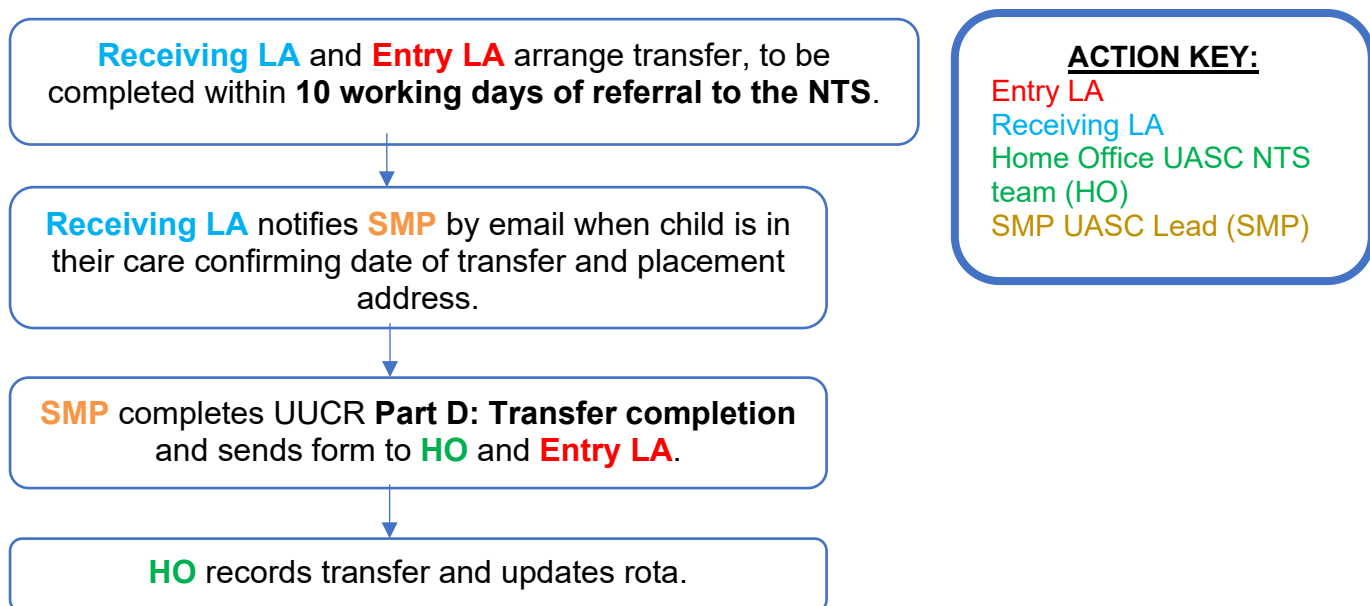 Receiving LA and Entry LA arrange transfer, to be
completed within 10 working days of referral to the NTS.
Receiving LA notifies SMP by email when child is in
their care confirming date of transfer and placement
address.
SMP completes UUCR Part D: Transfer completion
and sends form to HO and Entry LA.
HO records transfer and updates rota.
ACTION KEY:
Entry LA
Receiving LA
Home Office UASC NTS
team (HO)
SMP UASC Lead (SMP)